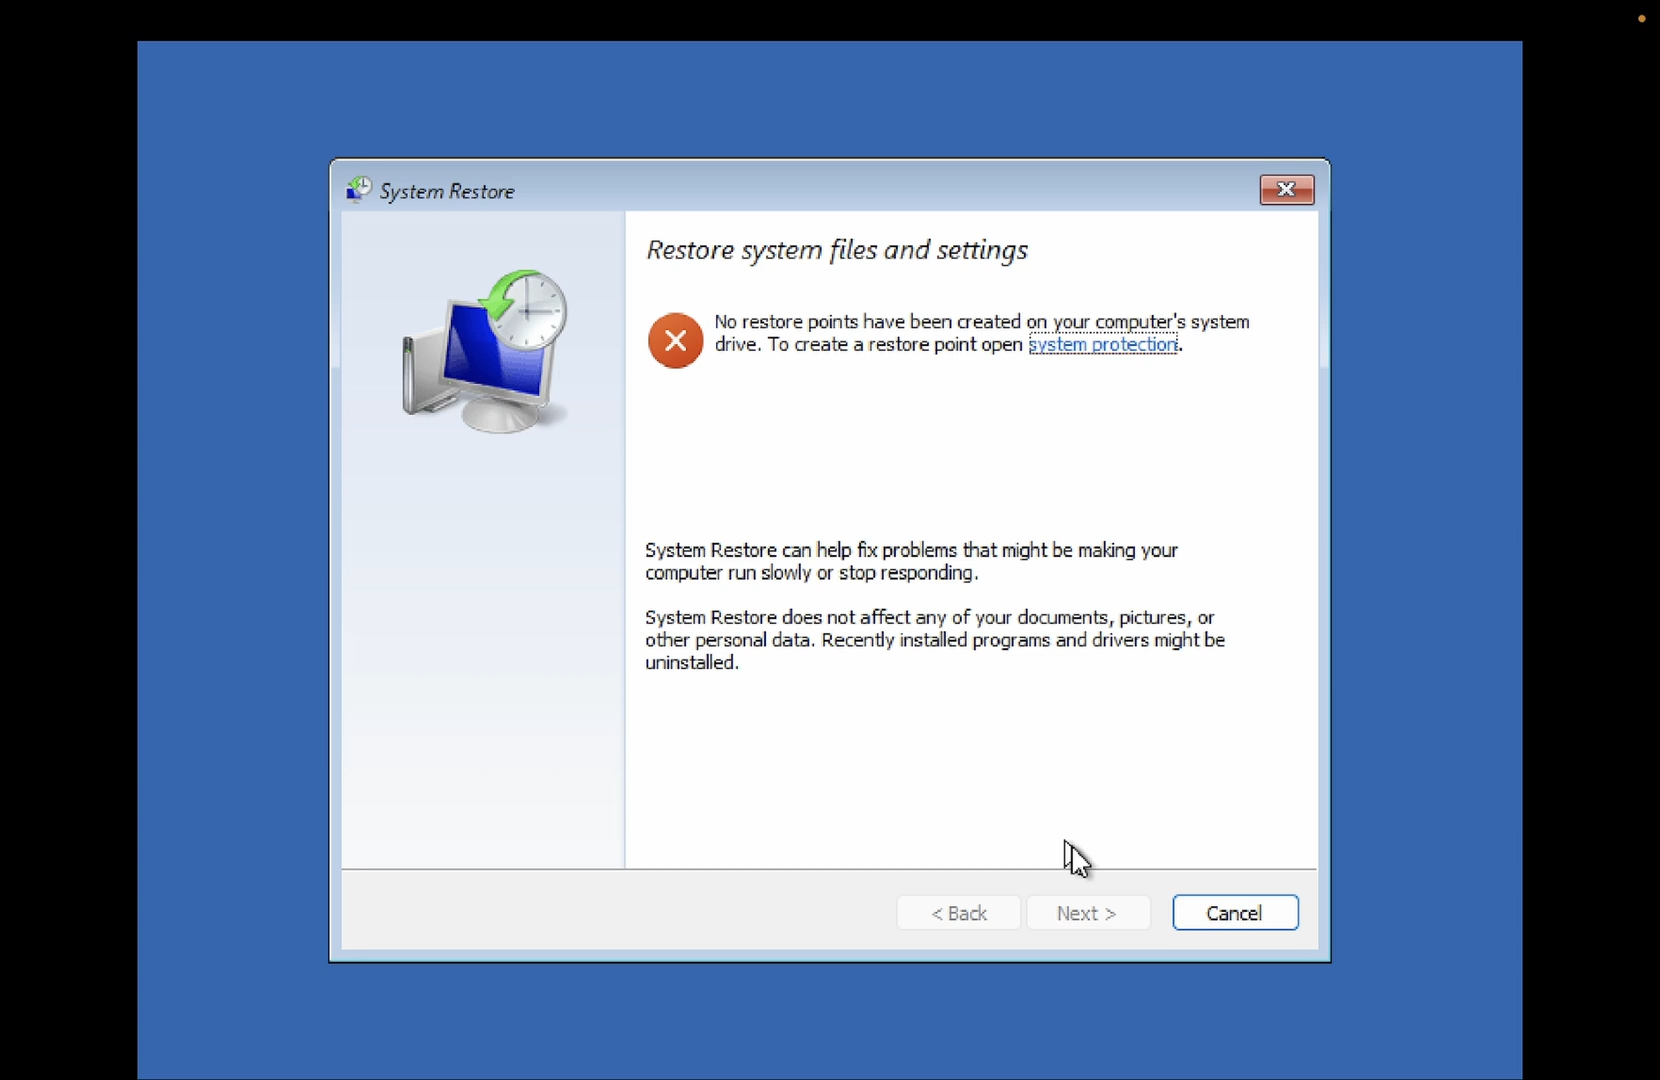 System Restore
Restore system files and settings
No restore points have been created on your computer's system
drive. To create a restore point open system protection.
System Restore can help fix problems that might be making your
computer run slowly or stop responding.
System Restore does not affect any of your documents, pictures, or
other personal data. Recently installed programs and drivers might be
uninstalled.
< Back Next > Cancel